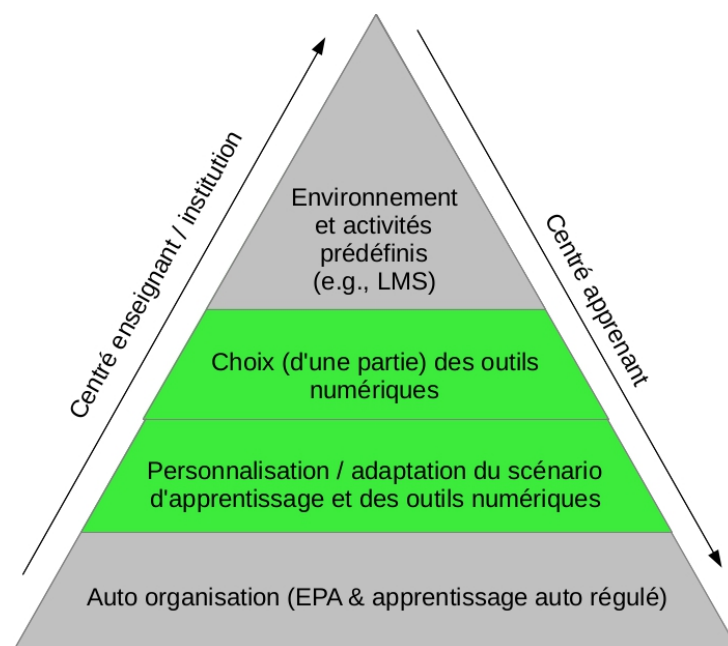 Centré enseignant / institution
Centré apprenant
Environnement
et activités
prédéfinis
(e.g., LMS)
Choix (d'une partie) des outils
numériques
Personnalisation / adaptation du scénario
d'apprentissage et des outils numériques
Auto organisation (EPA & apprentissage auto régulé)